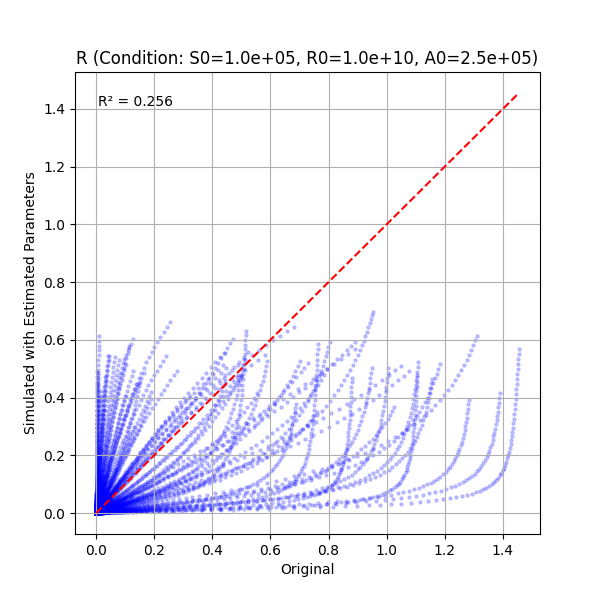 R (Condition: S0=1.0e+05, R0=1.0e+10, A0=2.5e+05)
R² = 0.256
1.4
1.2
1.0
0.8
0.6
0.4
0.2
0.0
Simulated with Estimated Parameters
0.0 0.2 0.4 0.6 0.8 1.0 1.2 1.4
Original